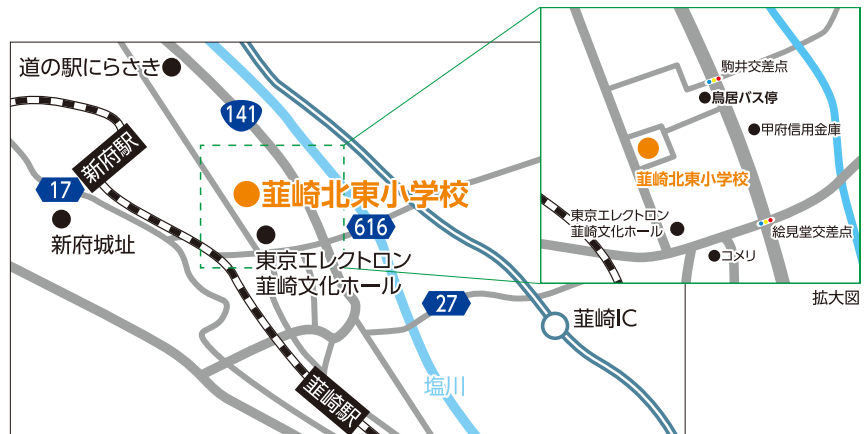 道の駅にらさき
141
新府駅
17
新府城址
韮崎北東小学校
616
東京エレクトロン
韮崎文化ホール
27
韮崎IC
塩川
韮崎駅
駒井交差点
鳥居バス停
甲府信用金庫
韮崎北東小学校
東京エレクトロン
韮崎文化ホール
絵見堂交差点
コメリ
拡大図